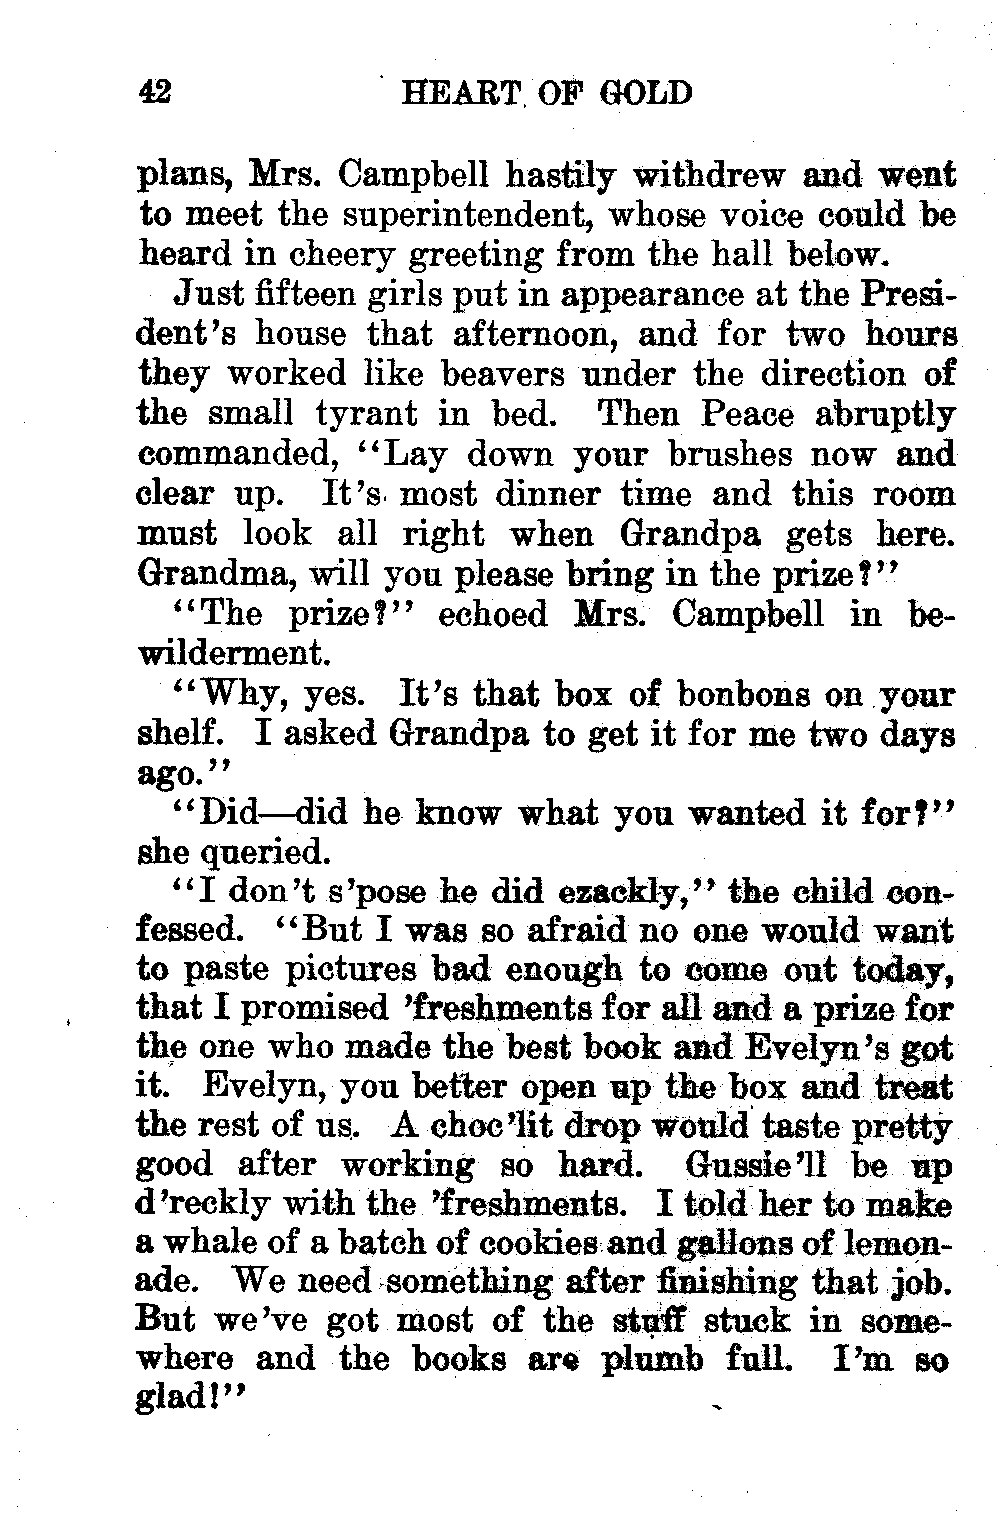 42 HEART OF GOLD
plans, Mrs. Campbell hastily withdrew and went
to meet the superintendent, whose voice could be
heard in cheery greeting from the hall below.
Just fifteen girls put in appearance at the Presi-
dent's house that afternoon, and for two hours
they worked like beavers under the direction of
the small tyrant in bed. Then Peace abruptly
commanded, "Lay down your brushes now and
clear up. It's most dinner time and this room
must look all right when Grandpa gets here.
Grandma, will you please bring in the prize?"
"The prize?" echoed Mrs. Campbell in be-
wilderment.
"Why, yes. It's that box of bonbons on your
shelf. I asked Grandpa to get it for me two days
ago."
"Did—did he know what you wanted it for?"
she queried.
"I don't s'pose he did ezackly," the child con-
fessed. "But I was so afraid no one would want
to paste pictures bad enough to come out today,
that I promised 'freshments for all and a prize for
the one who made the best book and Evelyn's got
it. Evelyn, you better open up the box and treat
the rest of us. A choc'lit drop would taste pretty
good after working so hard. Gussie'll be up
d'reckly with the 'freshments. I told her to make
a whale of a batch of cookies and gallons of lemon-
ade. We need something after finishing that job.
But we've got most of the stuff stuck in some-
where and the books are plumb full. I'm so
glad!"